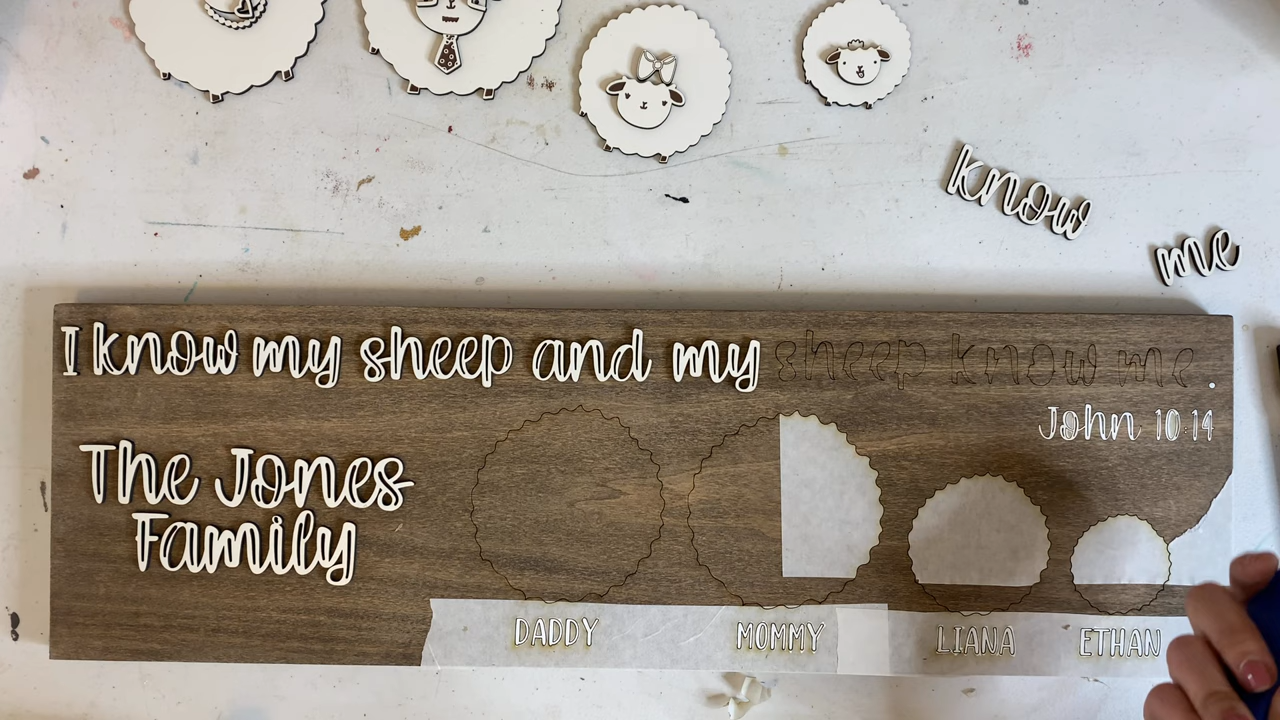 know
me
I know my sheep and my sheep know me.
John 10:14
The Jones
Family
DADDY MOMMY LIANA ETHAN